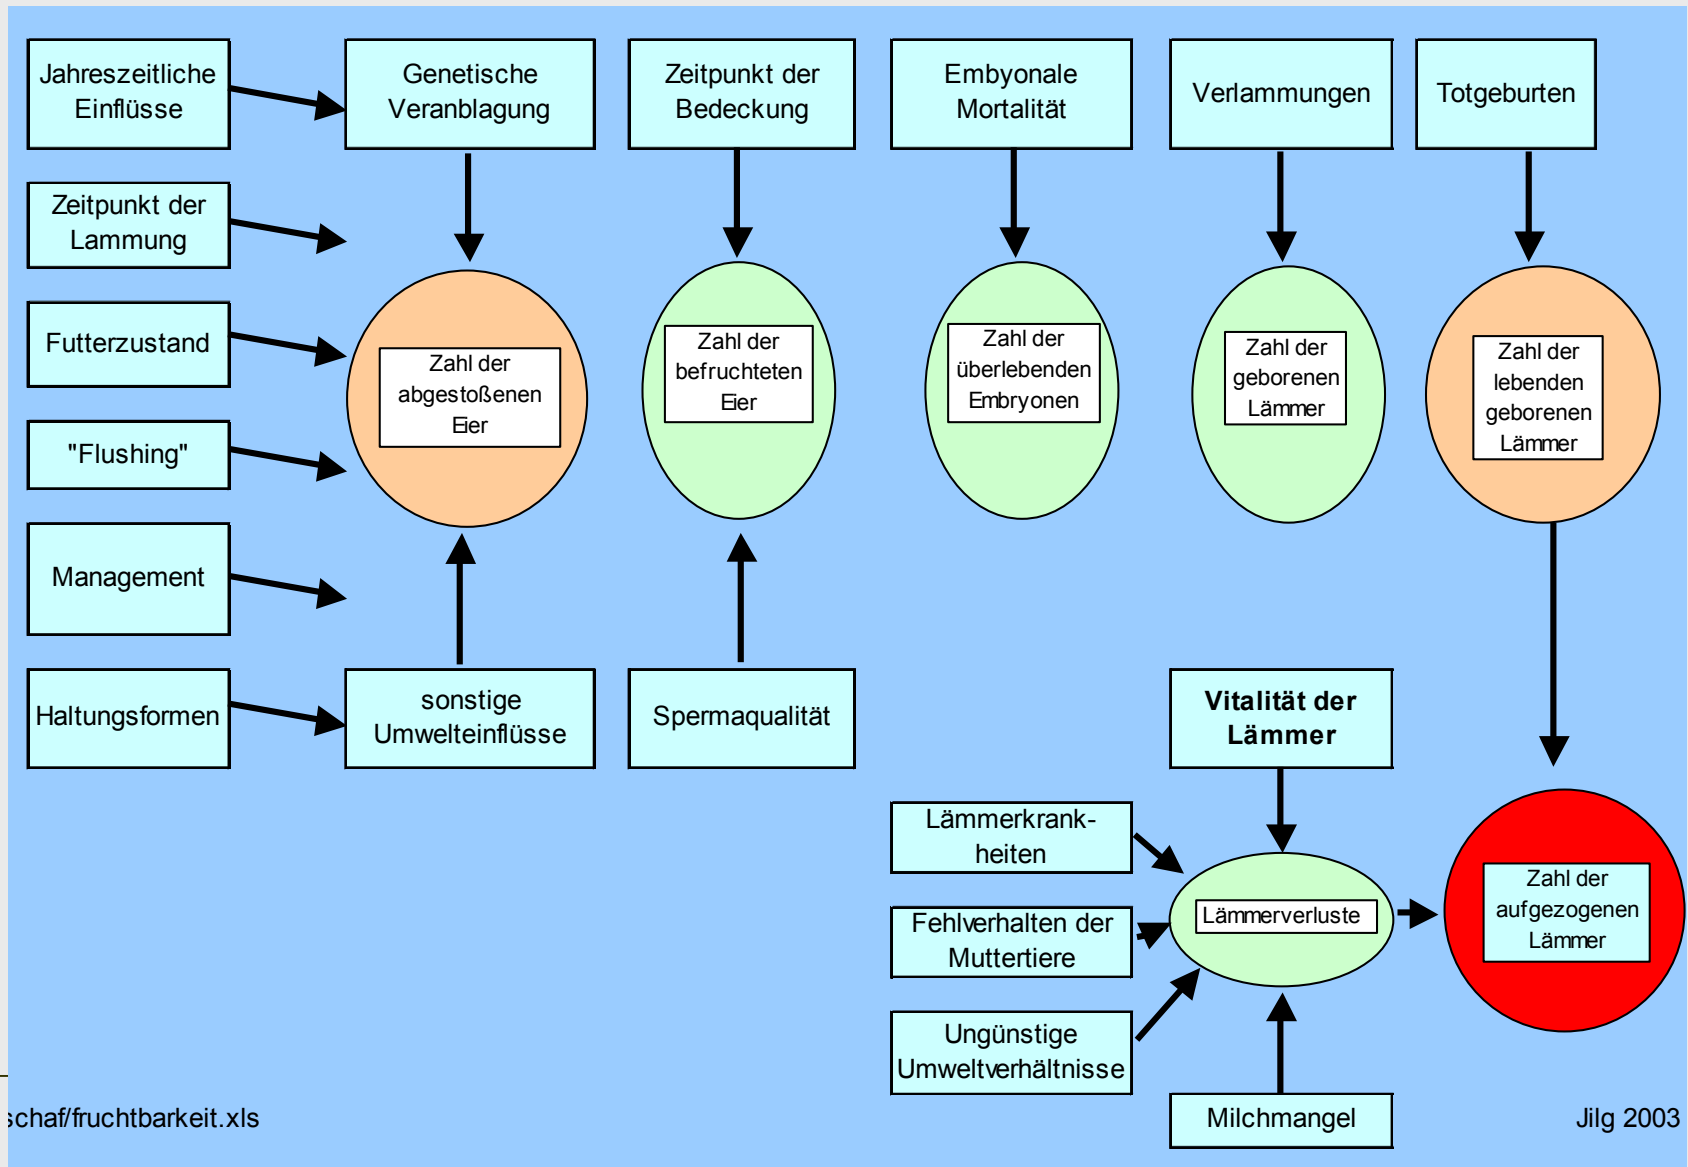 Jahreszeitliche
Einflüsse
Genetische
Veranblagung
Zeitpunkt der
Bedeckung
Embyonale
Mortalität
Verlammungen
Totgeburten
Zeitpunkt der
Lammung
Futterzustand
"Flushing"
Management
Haltungsformen
Zahl der
abgestoßenen
Eier
Zahl der
befruchteten
Eier
Zahl der
überlebenden
Embryonen
Zahl der
geborenen
Lämmer
Zahl der
lebenden
geborenen
Lämmer
sonstige
Umwelteinflüsse
Spermaqualität
Vitalität der
Lämmer
Lämmerkrank-
heiten
Fehlverhalten der
Muttertiere
Ungünstige
Umweltverhältnisse
Lämmerverluste
Milchmangel
Zahl der
aufgezogenen
Lämmer
schaf/fruchtbarkeit.xls
Jilg 2003